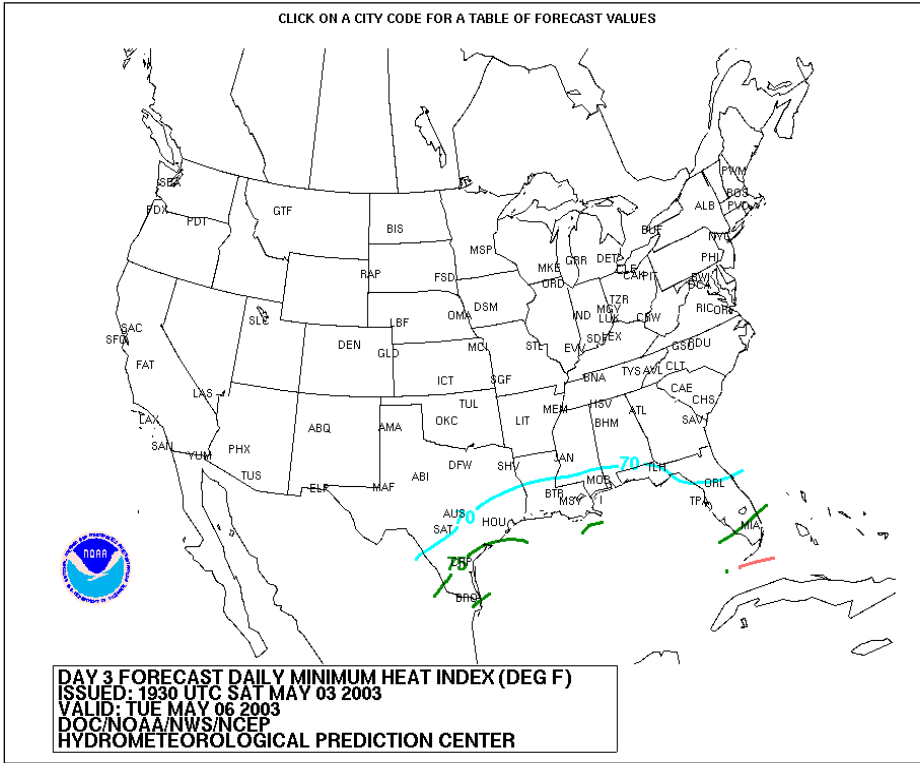 CLICK ON A CITY CODE FOR A TABLE OF FORECAST VALUES
PWM
SEA
BOS
PDX
GTF
ALB
PVD
PDT
BIS
BUF
NYC
MSP
PHL
GRR
DET
MKE
CLE
RAP
FSD
CAK
PIT
ORD
DCA
TZR
DSM
MGY
RIC
ORF
SLC
LBF
OMA
IND
LUK
CRW
SAC
SFO
SDF
LEX
DEN
MCI
STL
EVV
GSO
RDU
GLD
FAT
TYS
AVL
CLT
ICT
SGF
BNA
CAE
LAS
TUL
HSV
CHS
MEM
ATL
LAX
OKC
LIT
BHM
SAV
ABQ
AMA
SAN
PHX
YUM
JAN
70
DFW
SHV
TLH
TUS
ABI
MOB
ORL
ELP
MAF
BTR
MSY
TPA
AUS
70
HOU
SAT
MIA
NOAA
75
BRO
DAY 3 FORECAST DAILY MINIMUM HEAT INDEX (DEG F)
ISSUED: 1930 UTC SAT MAY 03 2003
VALID: TUE MAY 06 2003
DOC/NOAA/NWS/NCEP
HYDROMETEOROLOGICAL PREDICTION CENTER